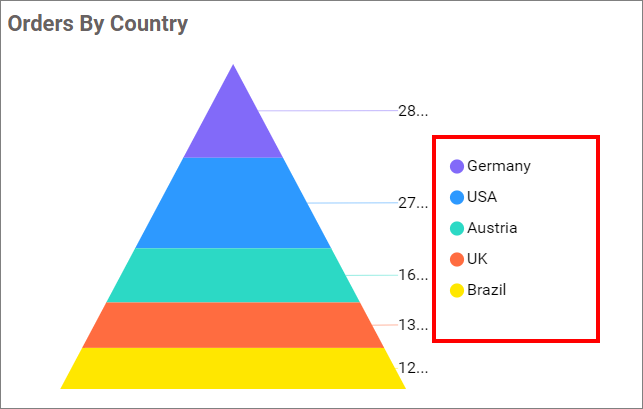 Orders By Country
28...
27...
16...
13...
12...
Germany
USA
Austria
UK
Brazil